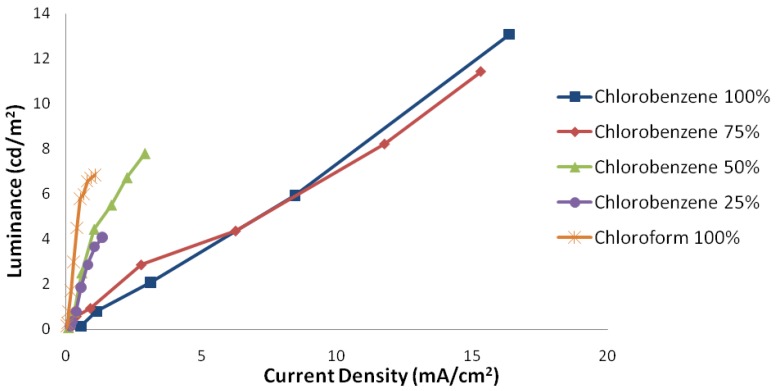 14
12
10
8
6
4
2
0
Luminance (cd/m²)
0 5 10 15 20
Current Density (mA/cm²)
Chlorobenzene 100%
Chlorobenzene 75%
Chlorobenzene 50%
Chlorobenzene 25%
Chloroform 100%